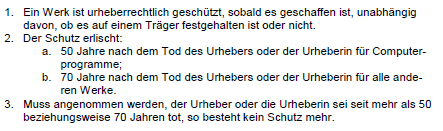 1. Ein Werk ist urheberrechtlich geschützt, sobald es geschaffen ist, unabhängig
davon, ob es auf einem Träger festgehalten ist oder nicht.
2. Der Schutz erlischt:
a. 50 Jahre nach dem Tod des Urhebers oder der Urheberin für Computer-
programme;
b. 70 Jahre nach dem Tod des Urhebers oder der Urheberin für alle ande-
ren Werke.
3. Muss angenommen werden, der Urheber oder die Urheberin sei seit mehr als 50
beziehungsweise 70 Jahren tot, so besteht kein Schutz mehr.